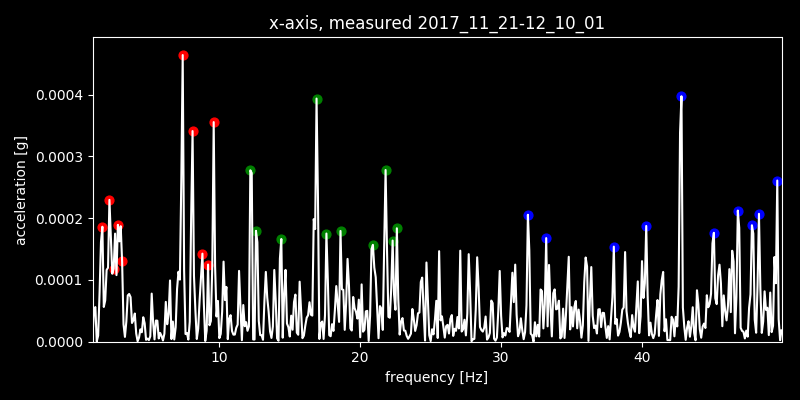 x-axis, measured 2017_11_21-12_10_01
acceleration [g]
0.0004
0.0003
0.0002
0.0001
0.0000
10 20 30 40
frequency [Hz]